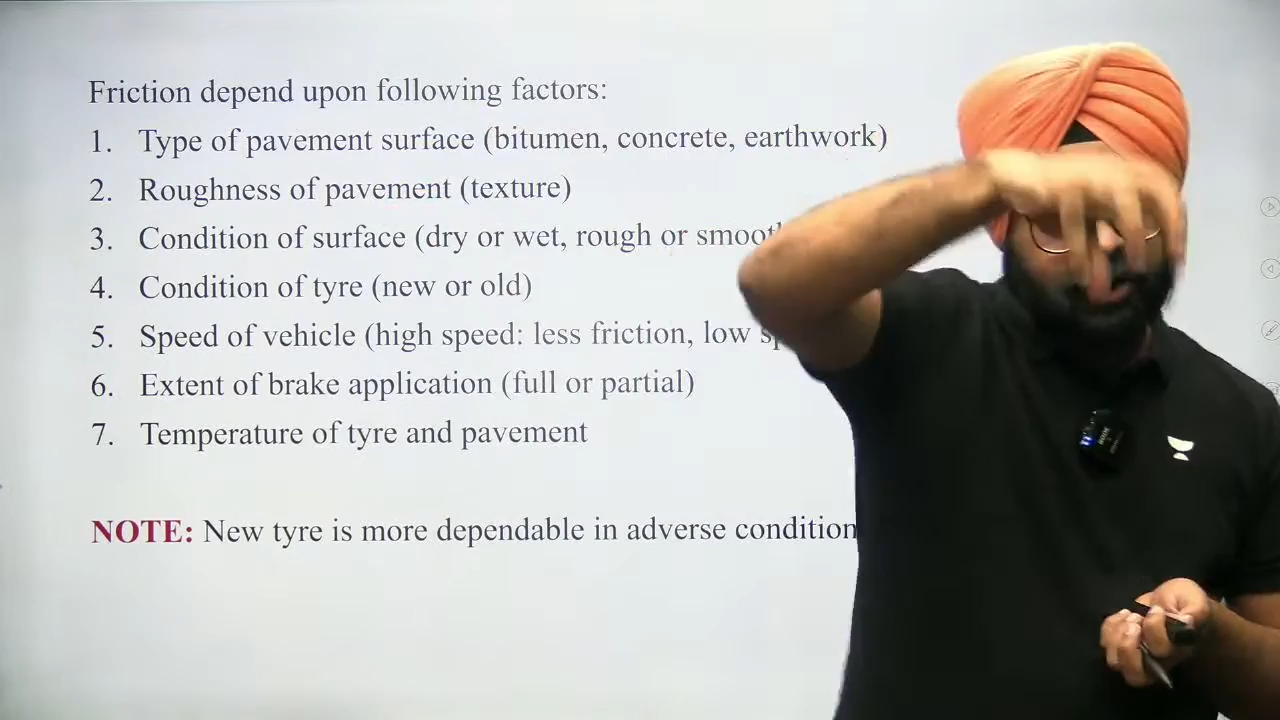 Friction depend upon following factors:
1. Type of pavement surface (bitumen, concrete, earthwork)
2. Roughness of pavement (texture)
3. Condition of surface (dry or wet, rough or
4. Condition of tyre (new or old)
5. Speed of vehicle (high speed: less friction, low
6. Extent of brake application (full or partial)
7. Temperature of tyre and pavement
NOTE: New tyre is more dependable in adverse condition